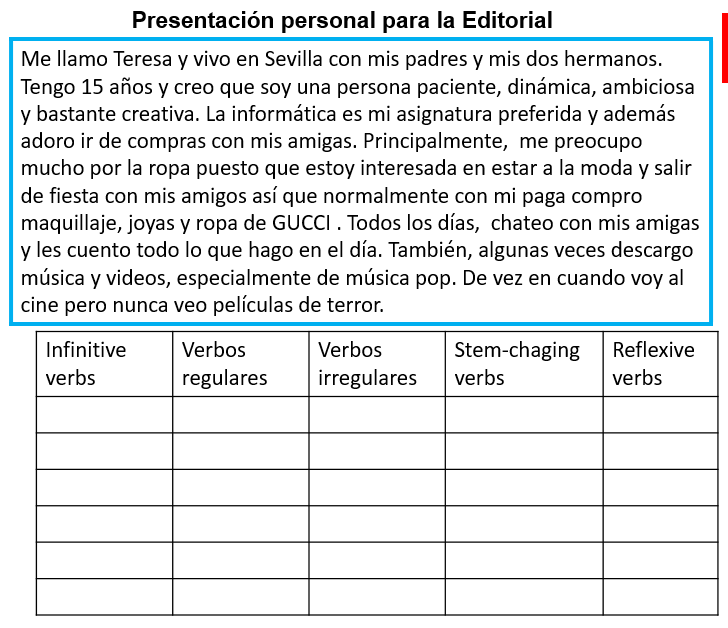 Presentación personal para la Editorial
Me llamo Teresa y vivo en Sevilla con mis padres y mis dos hermanos.
Tengo 15 años y creo que soy una persona paciente, dinámica, ambiciosa
y bastante creativa. La informática es mi asignatura preferida y además
adoro ir de compras con mis amigas. Principalmente,  me preocupo
mucho por la ropa puesto que estoy interesada en estar a la moda y salir
de fiesta con mis amigos así que normalmente con mi paga compro
maquillaje, joyas y ropa de GUCCI . Todos los días,  chateo con mis amigas
y les cuento todo lo que hago en el día. También, algunas veces descargo
música y videos, especialmente de música pop. De vez en cuando voy al
cine pero nunca veo películas de terror.
Infinitive verbs
Verbos regulares
Verbos irregulares
Stem-chaging verbs
Reflexive verbs